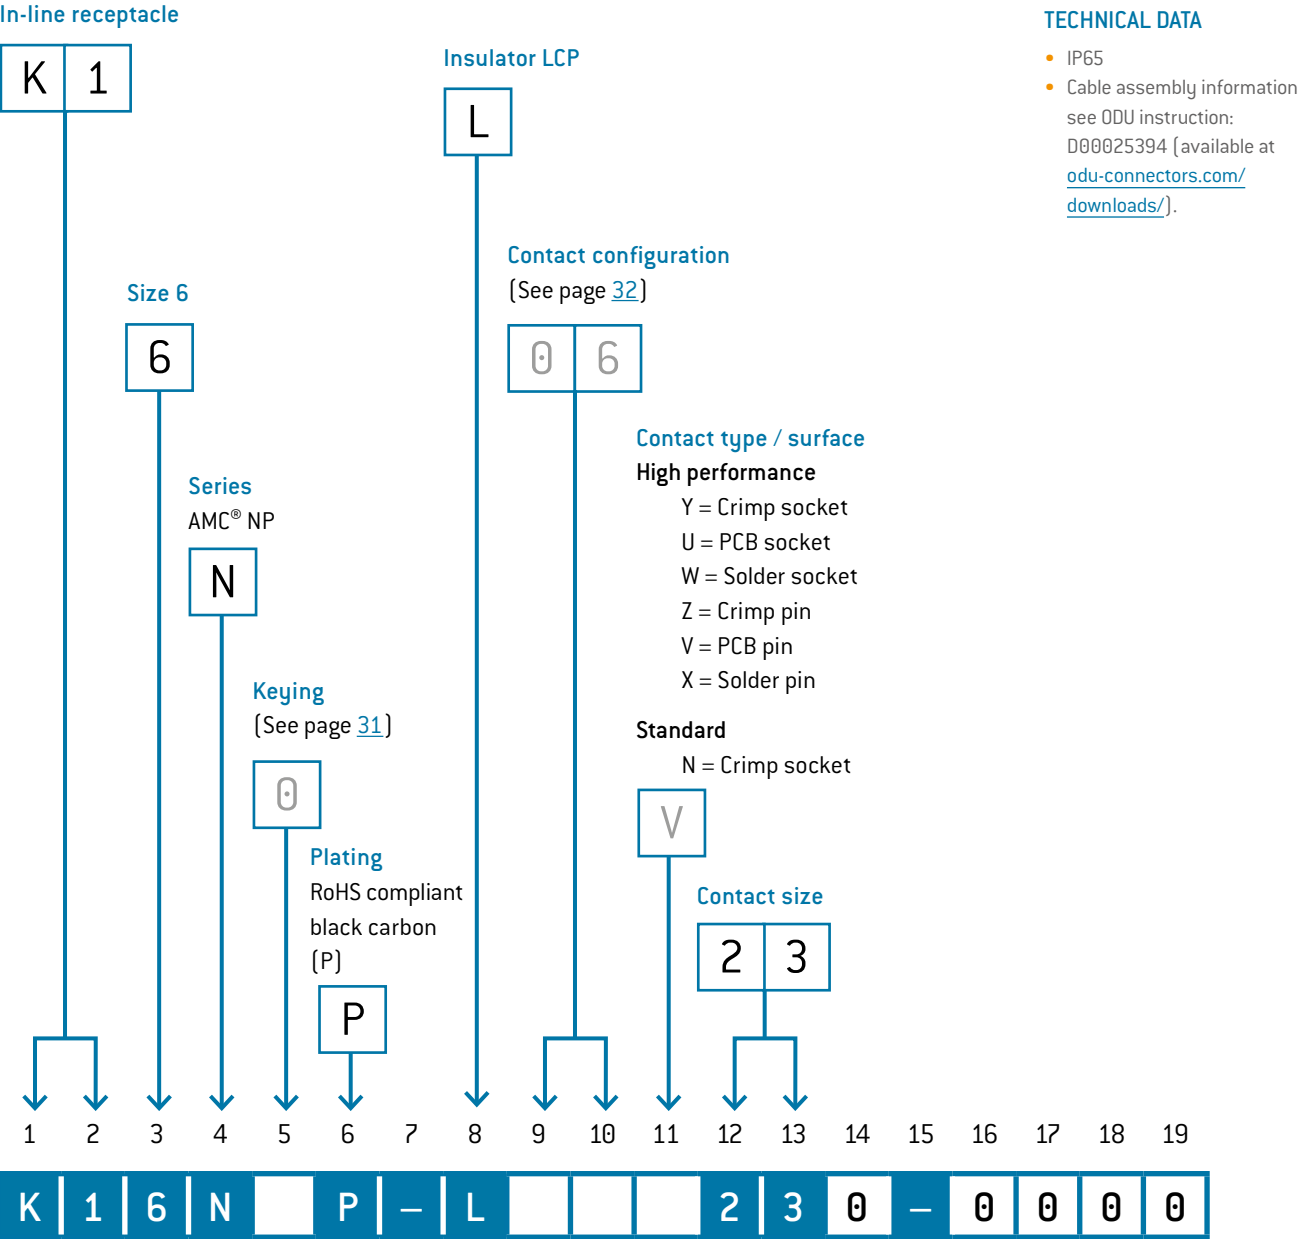 In-line receptacle
K 1
TECHNICAL DATA
• IP65
• Cable assembly information
see ODU instruction:
D00025394 (available at
odu-connectors.com/
downloads/).
Insulator LCP
L
Contact configuration
(See page 32)
0 6
Size 6
6
Contact type / surface
High performance
Y = Crimp socket
U = PCB socket
W = Solder socket
Z = Crimp pin
V = PCB pin
X = Solder pin
Standard
N = Crimp socket
V
Series
AMC® NP
N
Keying
(See page 31)
0
Plating
RoHS compliant
black carbon
(P)
P
Contact size
2 3
1 2 3 4 5 6 7 8 9 10 11 12 13 14 15 16 17 18 19
K 1 6 N P – L 2 3 0 – 0 0 0 0